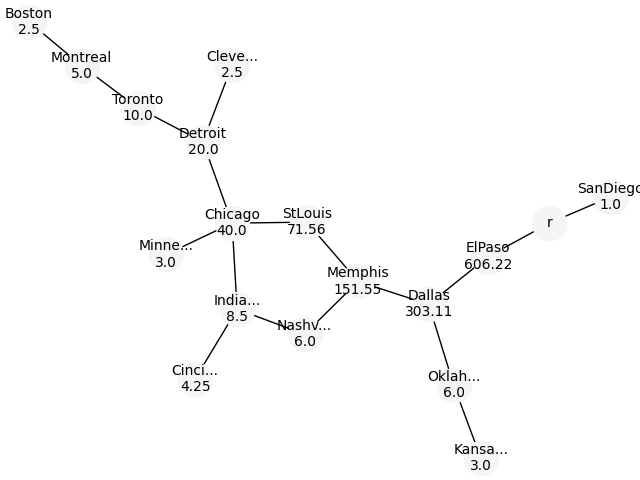 Boston
2.5
Montreal
5.0
Cleve...
2.5
Toronto
10.0
Detroit
20.0
SanDiego
1.0
Chicago
40.0
StLouis
71.56
r
Minne...
3.0
ElPaso
606.22
Memphis
151.55
India...
8.5
Dallas
303.11
Nashv...
6.0
Cinci...
4.25
Oklah...
6.0
Kansa...
3.0